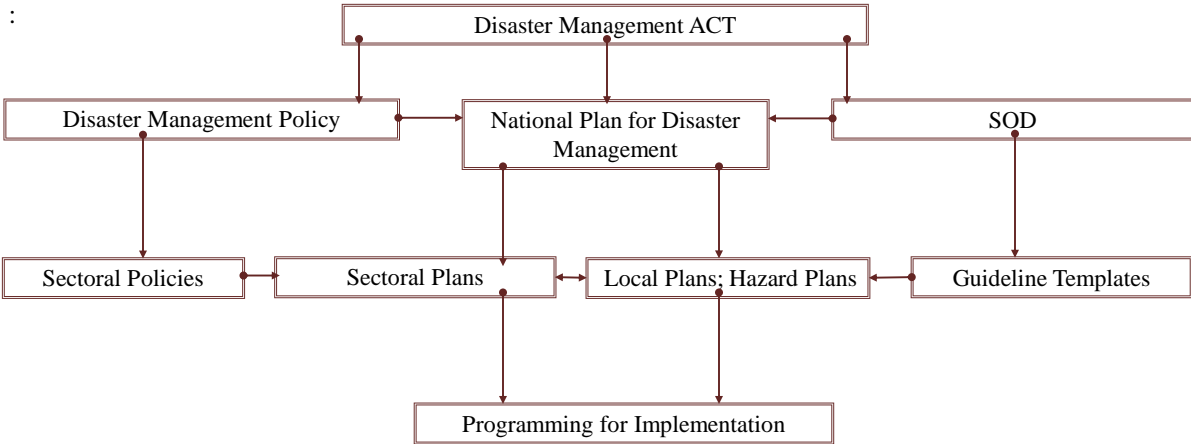 :
Disaster Management ACT
Disaster Management Policy
National Plan for Disaster
Management
SOD
Sectoral Policies
Sectoral Plans
Local Plans; Hazard Plans
Guideline Templates
Programming for Implementation